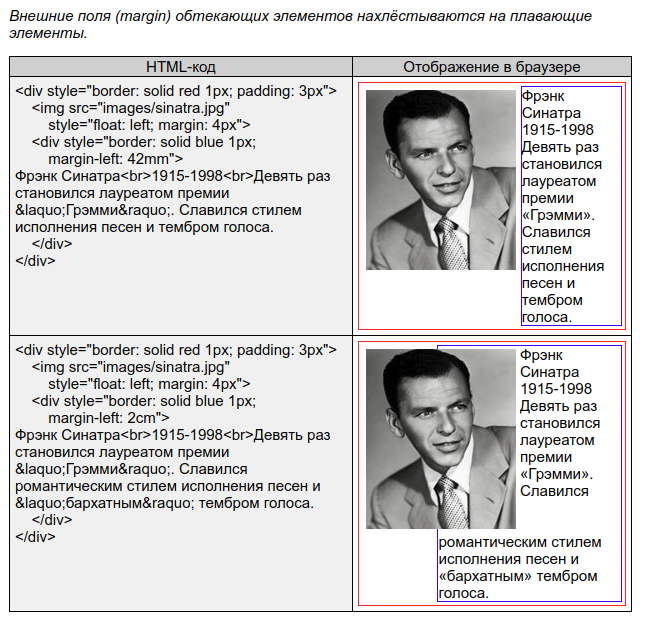 Внешние поля (margin) обтекающих элементов нахлёстываются на плавающие
элементы.
HTML-код
Отображение в браузере
<div style="border: solid red 1px; padding: 3px">
<img src="images/sinatra.jpg"
style="float: left; margin: 4px">
<div style="border: solid blue 1px;
margin-left: 42mm">
Фрэнк Синатра<br>1915-1998<br>Девять раз
становился лауреатом премии
&laquo;Грэмми&raquo;. Славился стилем
исполнения песен и тембром голоса.
</div>
</div>
Фрэнк
Синатра
1915-1998
Девять раз
становился
лауреатом
премии
«Грэмми».
Славился
стилем
исполнения
песен и
тембром
голоса.
<div style="border: solid red 1px; padding: 3px">
<img src="images/sinatra.jpg"
style="float: left; margin: 4px">
<div style="border: solid blue 1px;
margin-left: 2cm">
Фрэнк Синатра<br>1915-1998<br>Девять раз
становился лауреатом премии
&laquo;Грэмми&raquo;. Славился
романтическим стилем исполнения песен и
&laquo;бархатным&raquo; тембром голоса.
</div>
</div>
Фрэнк
Синатра
1915-1998
Девять раз
становился
лауреатом
премии
«Грэмми».
Славился
романтическим стилем
исполнения песен и
«бархатным» тембром
голоса.